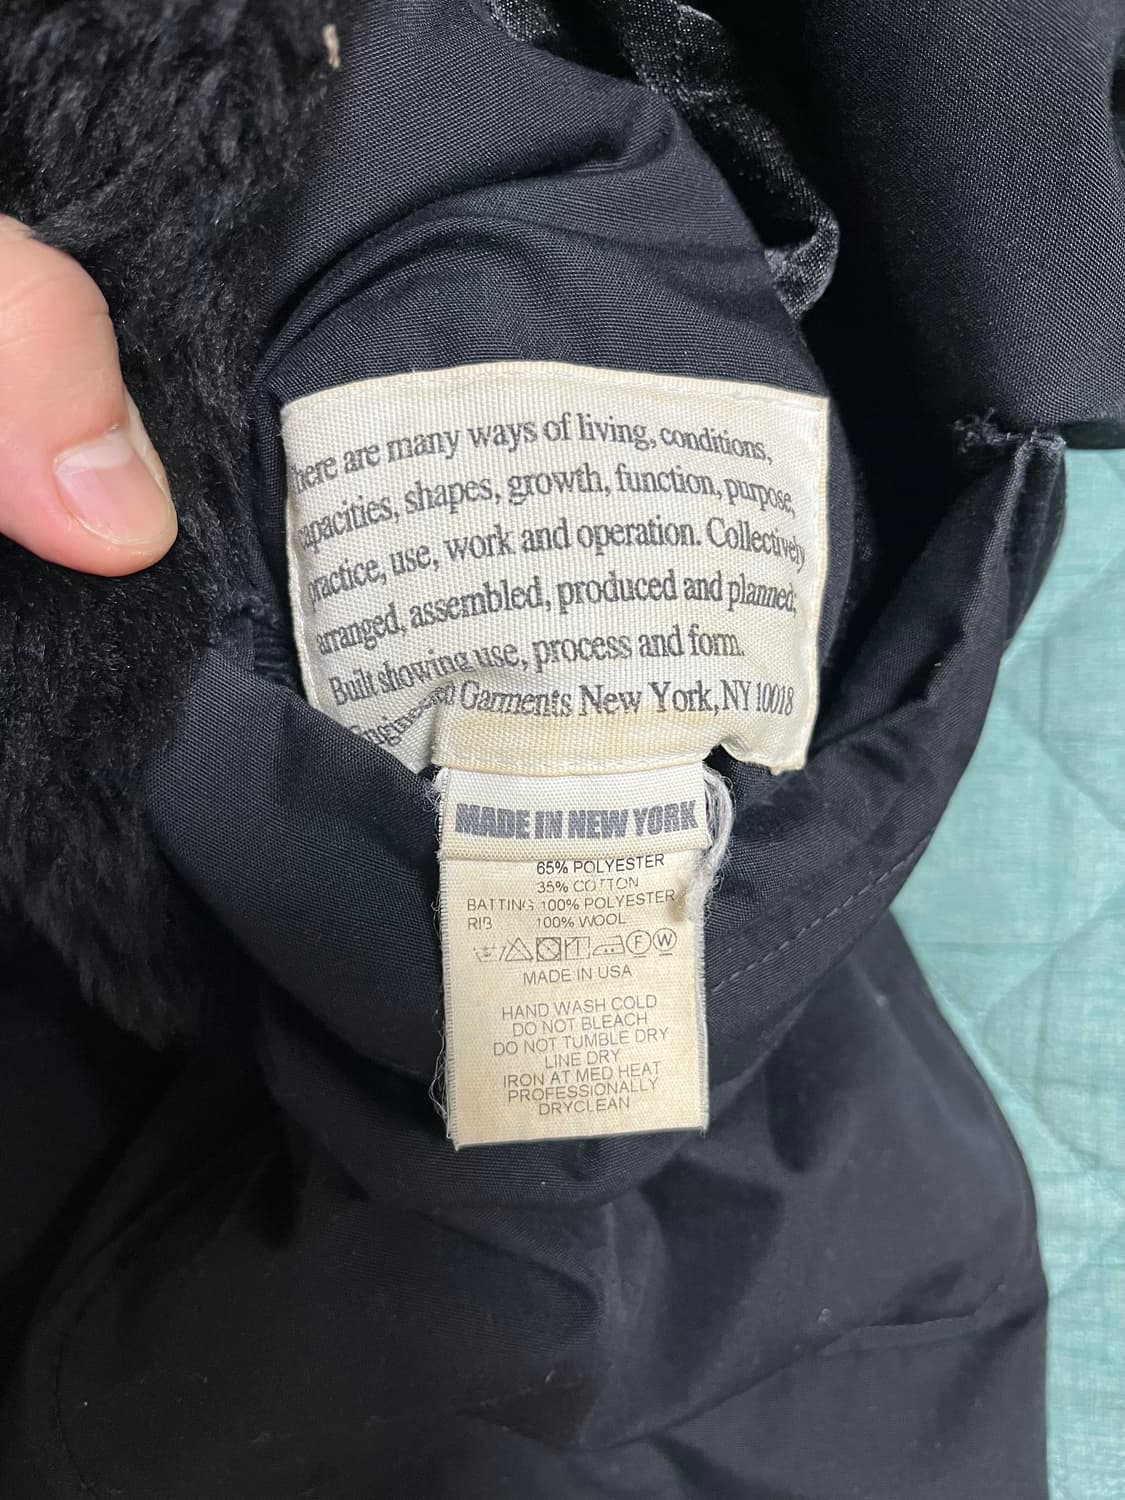 There are many ways of living, conditions,
capacities, shapes, growth, function, purpose,
practice, use, work and operation. Collectively
arranged, assembled, produced and planned;
Built showing use, process and form.
Engineered Garments New York, NY 10018
MADE IN NEW YORK
65% POLYESTER
35% COTTON
BATTING 100% POLYESTER
RIB 100% WOOL
F W
MADE IN USA
HAND WASH COLD
DO NOT BLEACH
DO NOT TUMBLE DRY
LINE DRY
IRON AT MED HEAT
PROFESSIONALLY
DRYCLEAN